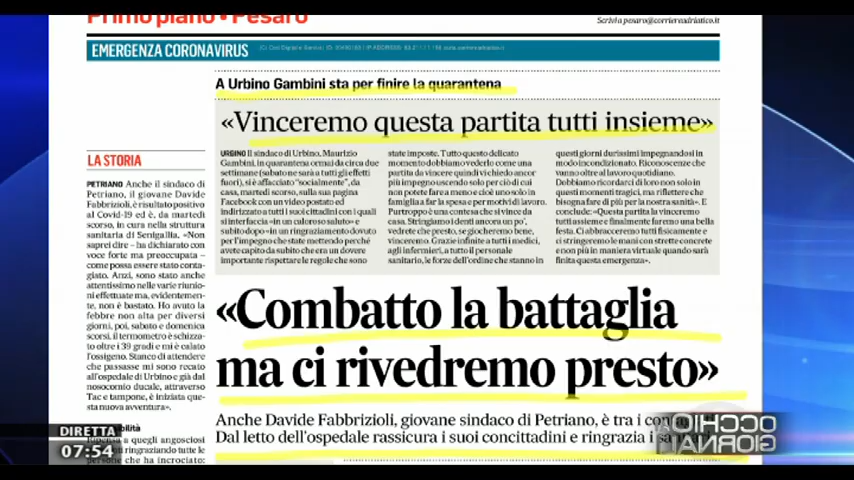 Primo piano • Pesaro
Scrivi a pesaro@corriereadriatico.it
EMERGENZA CORONAVIRUS
A Urbino Gambini sta per finire la quarantena
«Vinceremo questa partita tutti insieme»
URBINO Il sindaco di Urbino, Maurizio
Gambini, in quarantena ormai da circa due
settimane (sabato ne sarà a tutti gli effetti
fuori), si è affacciato "socialmente", da
casa, martedì scorso, sulla sua pagina
Facebook con un video postato ed
indirizzato a tutti i suoi cittadini con i quali
si interfaccia «in un caloroso saluto» e
subito dopo «in un ringraziamento dovuto
per l'impegno che state mettendo perché
avete capito da subito che era un dovere
importante rispettare le regole che sono
state imposte. Tutto questo delicato
momento dobbiamo vederlo come una
partita da vincere quindi vi chiedo ancor
più impegno uscendo solo per ciò di cui
non potete fare a meno e cioè uno solo in
famiglia a far la spesa e per motivi di lavoro.
Purtroppo è una contesa che si vince da
casa. Stringiamo i denti ancora un po',
vedrete che presto, se giocheremo bene,
vinceremo. Grazie infinite a tutti i medici,
agli infermieri, a tutto il personale
sanitario, le forze dell'ordine che stanno in
questi giorni durissimi impegnandosi in
modo incondizionato. Riconoscenze che
vanno oltre al lavoro quotidiano.
Dobbiamo ricordarci di loro non solo in
questi momenti tragici, ma riflettere che
bisogna fare di più per la nostra sanità». E
conclude: «Questa partita la vinceremo
tutti assieme e finalmente faremo una bella
festa. Ci abbracceremo tutti fisicamente e
ci stringeremo le mani con strette concrete
e non più in maniera virtuale quando sarà
finita questa emergenza».
LA STORIA
PETRIANO Anche il sindaco di
Petriano, il giovane Davide
Fabbrizioli, è risultato positivo
al Covid-19 ed è, da martedì
scorso, in cura nella struttura
sanitaria di Senigallia. «Non
saprei dire - ha dichiarato con
voce forte ma preoccupata -
come possa essere stato conta-
giato. Anzi, sono stato anche
attentissimo nelle varie riunio-
ni effettuate ma, evidentemen-
te, non è bastato. Ho avuto la
febbre non alta per diversi
giorni, poi, sabato e domenica
scorsi, il termometro è schizza-
to oltre i 39 gradi e mi è calato
l'ossigeno. Stanco di attendere
che passasse mi sono recato
all'ospedale di Urbino e già dal
nosocomio ducale, attraverso
Tac e tampone, è iniziata que-
sta nuova avventura».
«Combatto la battaglia
ma ci rivedremo presto»
Anche Davide Fabbrizioli, giovane sindaco di Petriano, è tra i
Dal letto dell'ospedale rassicura i suoi concittadini e ringrazia i
a quegli angosciosi
ringraziando tutte le
che ha incrociato:
DIRETTA
07:54
OCCHIO
GIORNALI